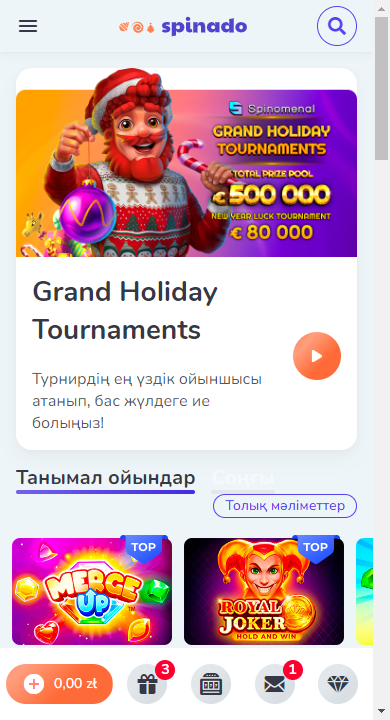 spinado
Spinomenal
GRAND HOLIDAY
TOURNAMENTS
TOTAL PRIZE POOL
€500 000
NEW YEAR LUCK TOURNAMENT
€ 80 000
Grand Holiday
Tournaments
Турнирдің ең үздік ойыншысы
атанып, бас жүлдеге ие
болыңыз!
Танымал ойындар
Соңғы
Толық мәліметтер
TOP
MERGE
UP
TM
TOP
ROYAL
JOKER
HOLD AND WIN
0,00 zł
3
1